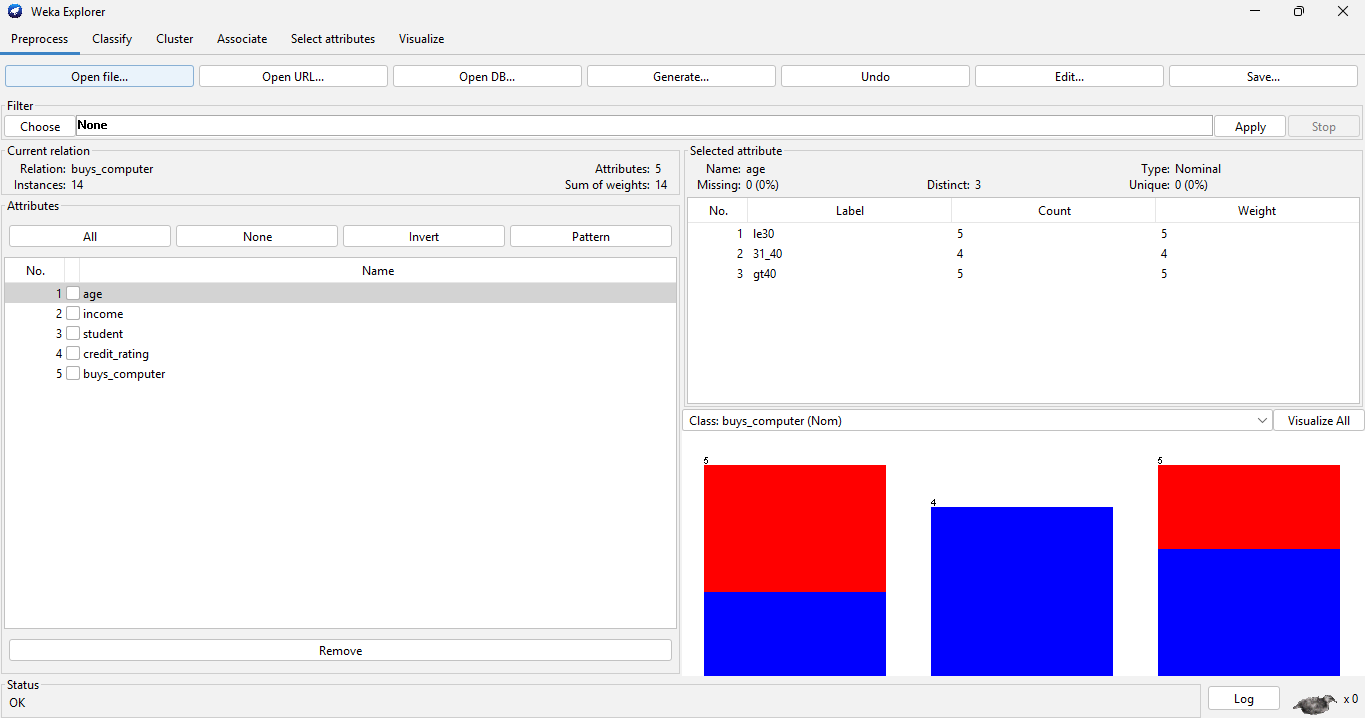 Weka Explorer
Preprocess Classify Cluster Associate Select attributes Visualize
Open file... Open URL... Open DB... Generate... Undo Edit... Save...
Filter
Choose None Apply Stop
Current relation
Relation: buys_computer Attributes: 5
Instances: 14 Sum of weights: 14
Attributes
All None Invert Pattern
No. Name
1 age
2 income
3 student
4 credit_rating
5 buys_computer
Remove
Selected attribute
Name: age Type: Nominal
Missing: 0 (0%) Distinct: 3 Unique: 0 (0%)
No. Label Count Weight
1 le30 5 5
2 31_40 4 4
3 gt40 5 5
Class: buys_computer (Nom) Visualize All
5 4 5
Status
OK Log x 0